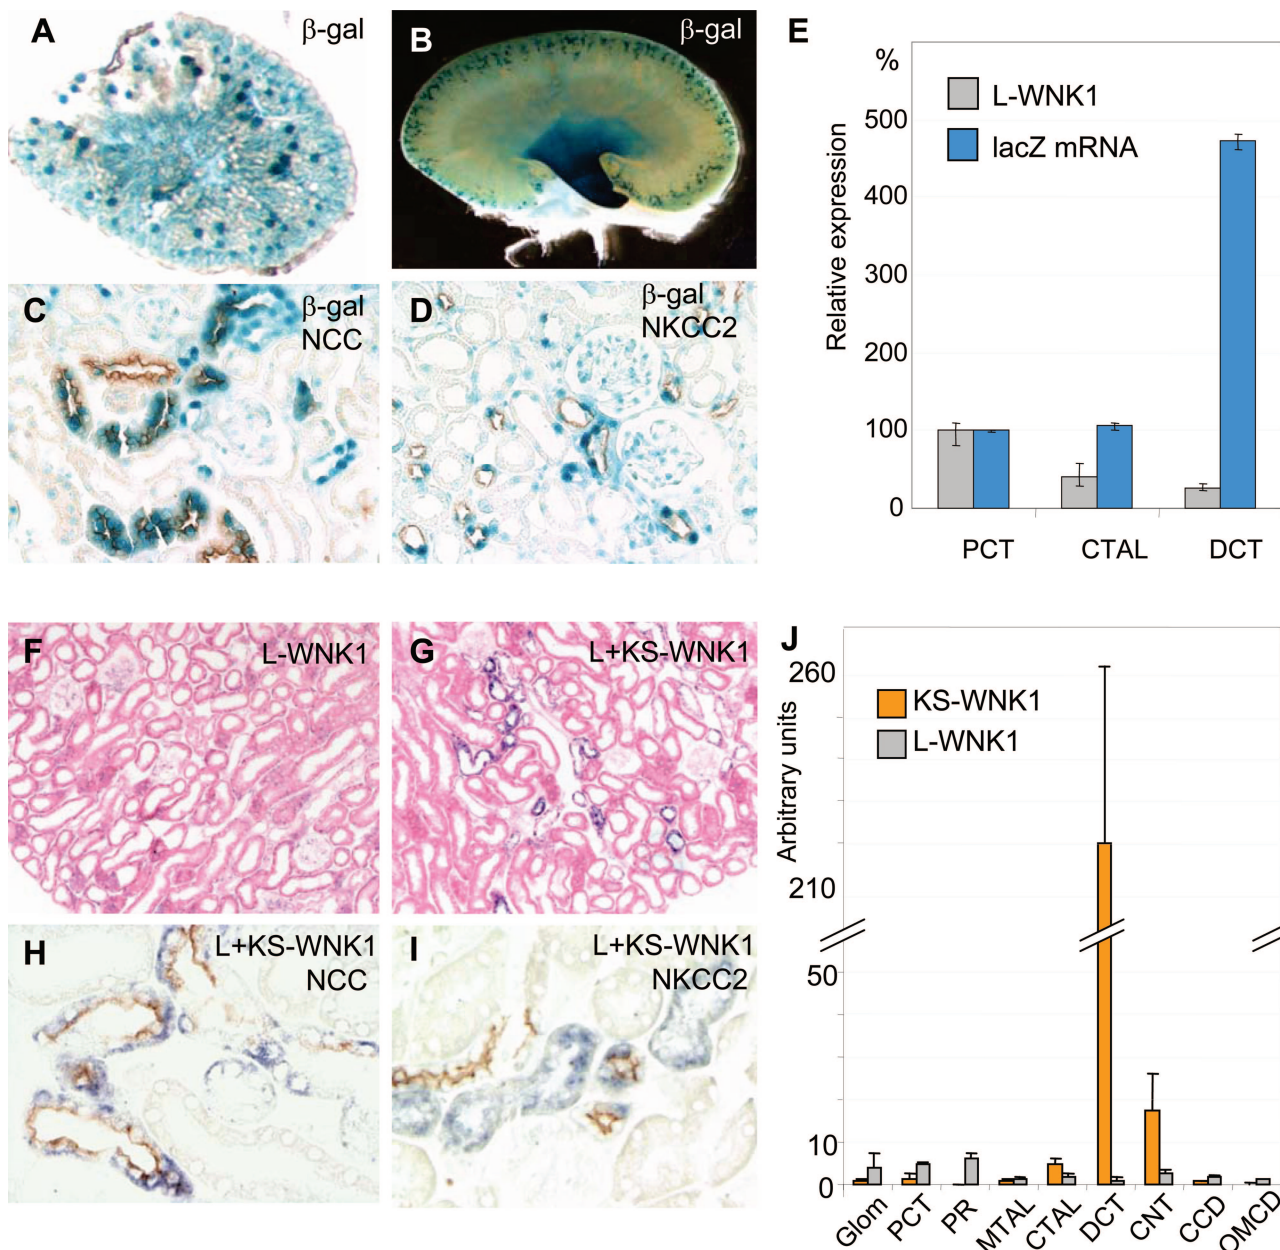 A
β-gal
B
β-gal
C
β-gal
NCC
D
β-gal
NKCC2
E
%
L-WNK1
lacZ mRNA
Relative expression
500
400
300
200
100
0
PCT
CTAL
DCT
F
L-WNK1
G
L+KS-WNK1
H
L+KS-WNK1
NCC
I
L+KS-WNK1
NKCC2
J
KS-WNK1
L-WNK1
Arbitrary units
260
210
50
10
0
Glom
PCT
PR
MTAL
CTAL
DCT
CNT
CCD
OMCD